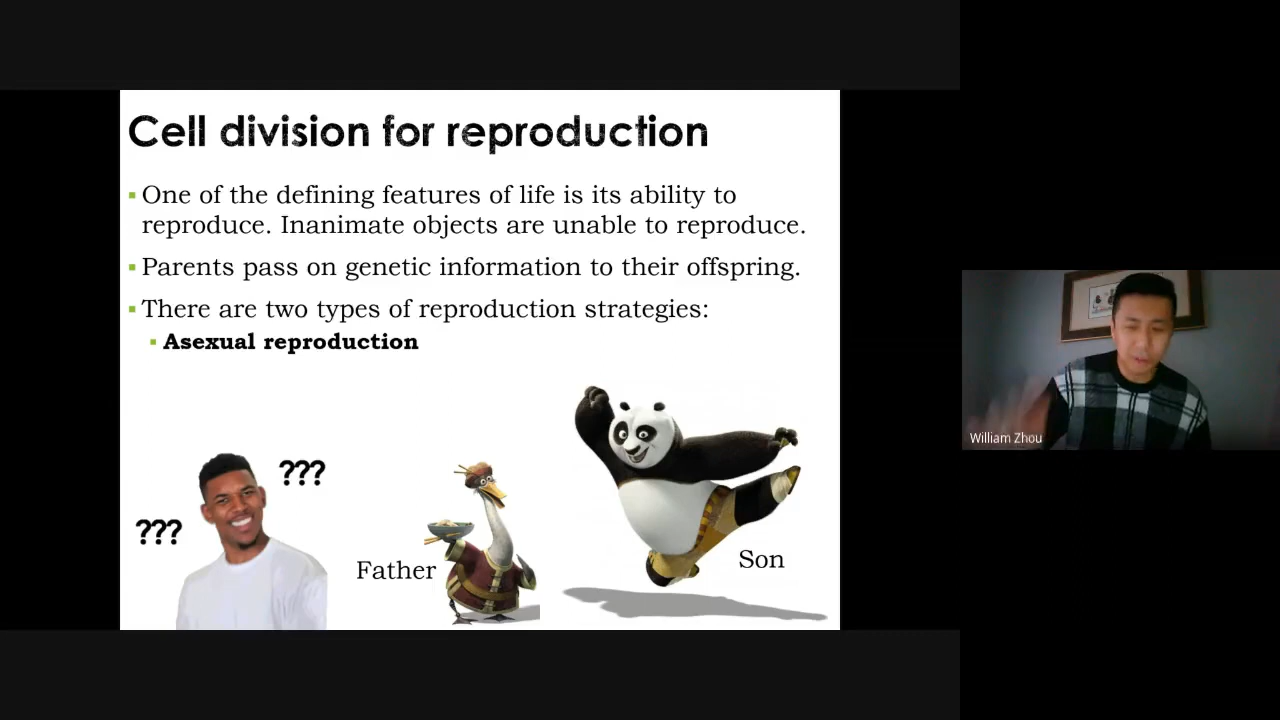 Cell division for reproduction
▪ One of the defining features of life is its ability to
reproduce. Inanimate objects are unable to reproduce.
▪ Parents pass on genetic information to their offspring.
▪ There are two types of reproduction strategies:
▪ Asexual reproduction
???
???
Father
Son
William Zhou